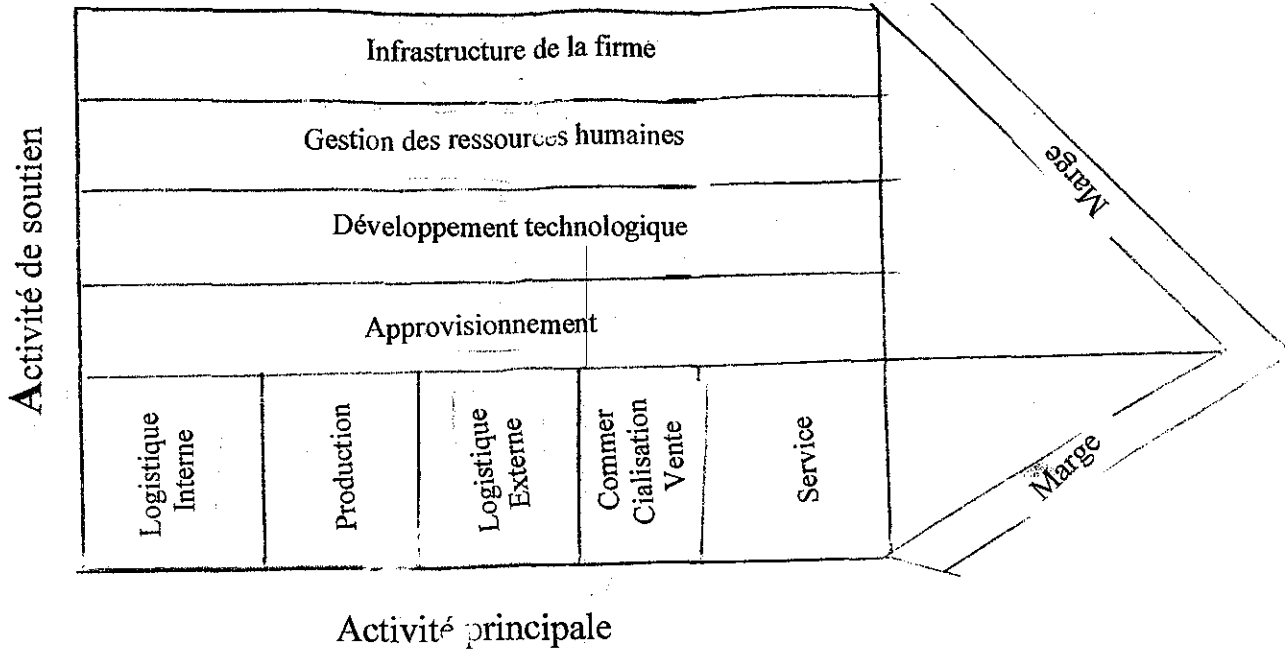 Infrastructure de la firme
Gestion des ressources humaines
Développement technologique
Approvisionnement
Activité de soutien
Logistique
Interne
Production
Logistique
Externe
Commer
Cialisation
Vente
Service
Marge
Marge
Activité principale